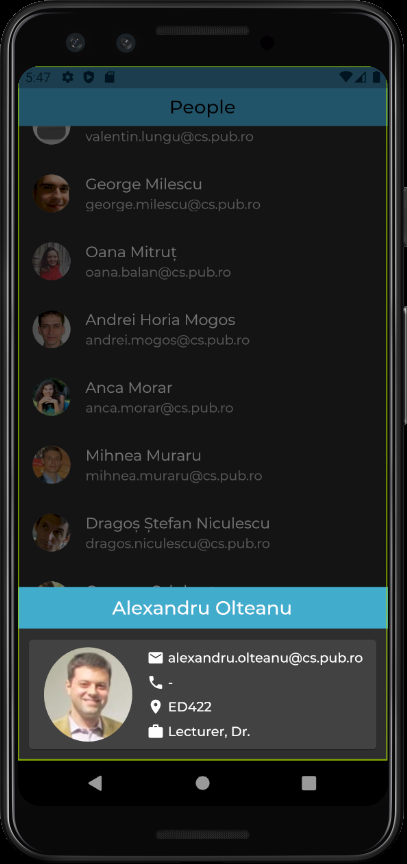 5:47
People
valentin.lungu@cs.pub.ro
George Milescu
george.milescu@cs.pub.ro
Oana Mitruț
oana.balan@cs.pub.ro
Andrei Horia Mogos
andrei.mogos@cs.pub.ro
Anca Morar
anca.morar@cs.pub.ro
Mihnea Muraru
mihnea.muraru@cs.pub.ro
Dragoș Ștefan Niculescu
dragos.niculescu@cs.pub.ro
Alexandru Olteanu
alexandru.olteanu@cs.pub.ro
-
ED422
Lecturer, Dr.